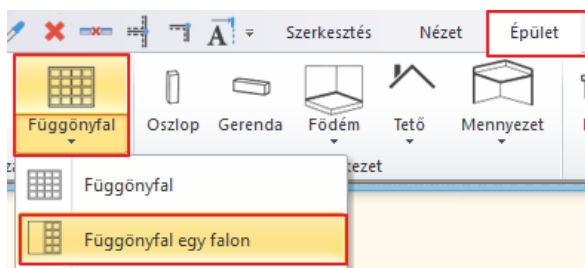 A Szerkesztés Nézet Épület
Függönyfal Oszlop Gerenda Födém Tető Mennyezet
Függönyfal
Függönyfal egy falon